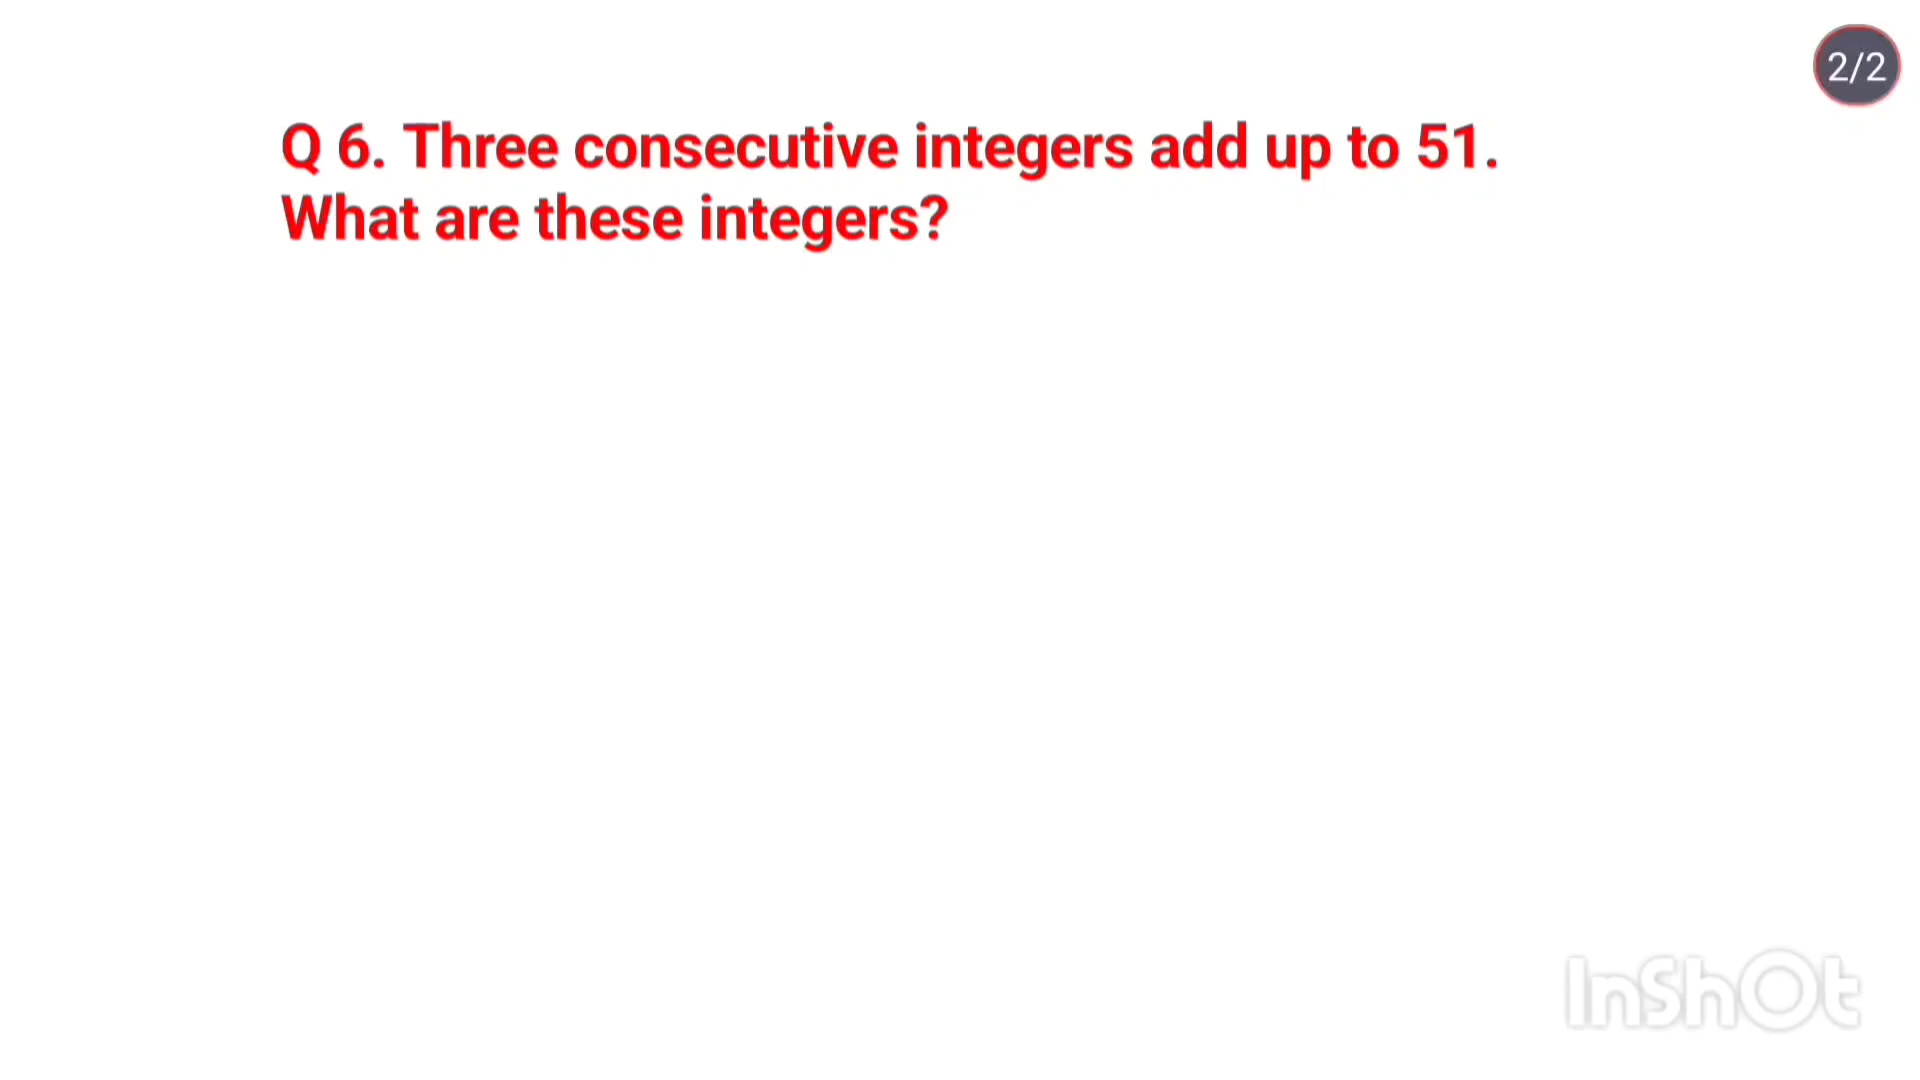 2/2
Q 6. Three consecutive integers add up to 51.
What are these integers?
InShOt